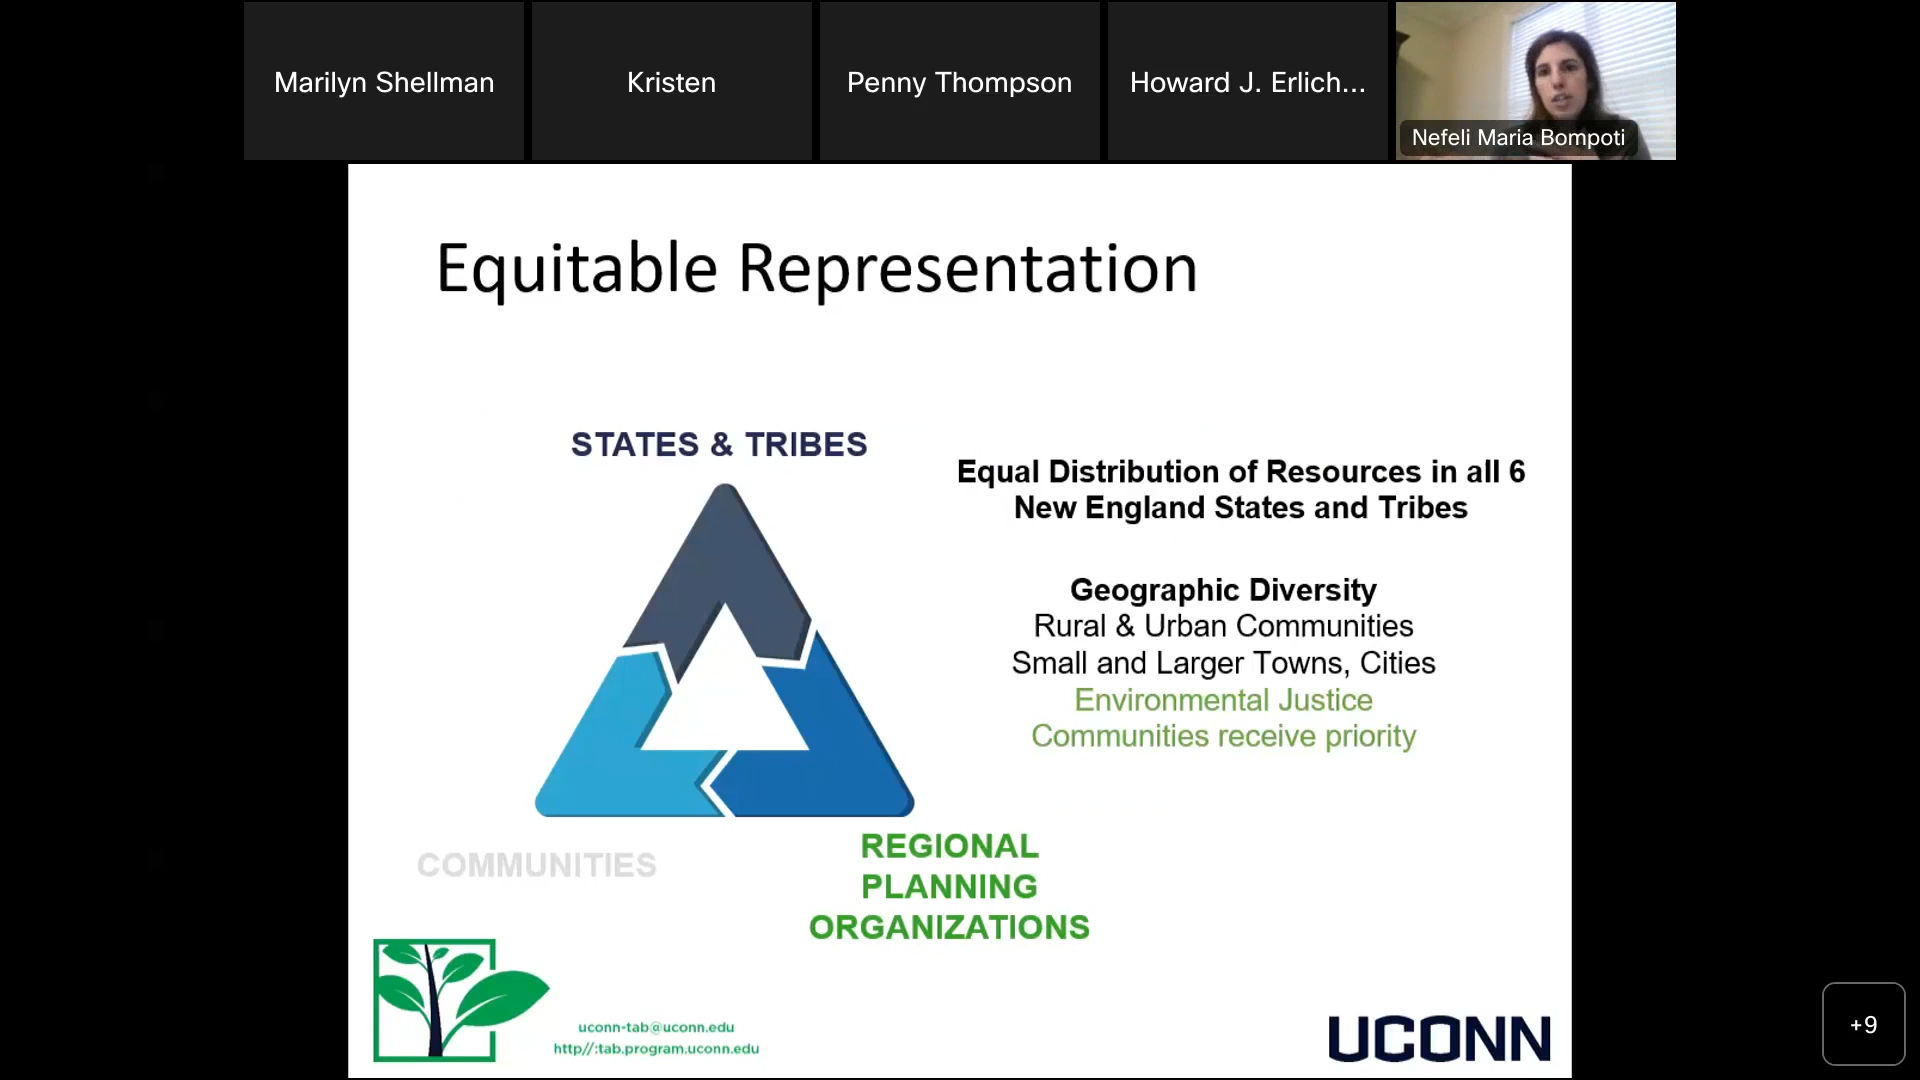 Marilyn Shellman
Kristen
Penny Thompson
Howard J. Erlich...
Nefeli Maria Bompoti
Equitable Representation
STATES & TRIBES
Equal Distribution of Resources in all 6
New England States and Tribes
Geographic Diversity
Rural & Urban Communities
Small and Larger Towns, Cities
Environmental Justice
Communities receive priority
COMMUNITIES
REGIONAL
PLANNING
ORGANIZATIONS
uconn-tab@uconn.edu
http//:tab.program.uconn.edu
UCONN
+9